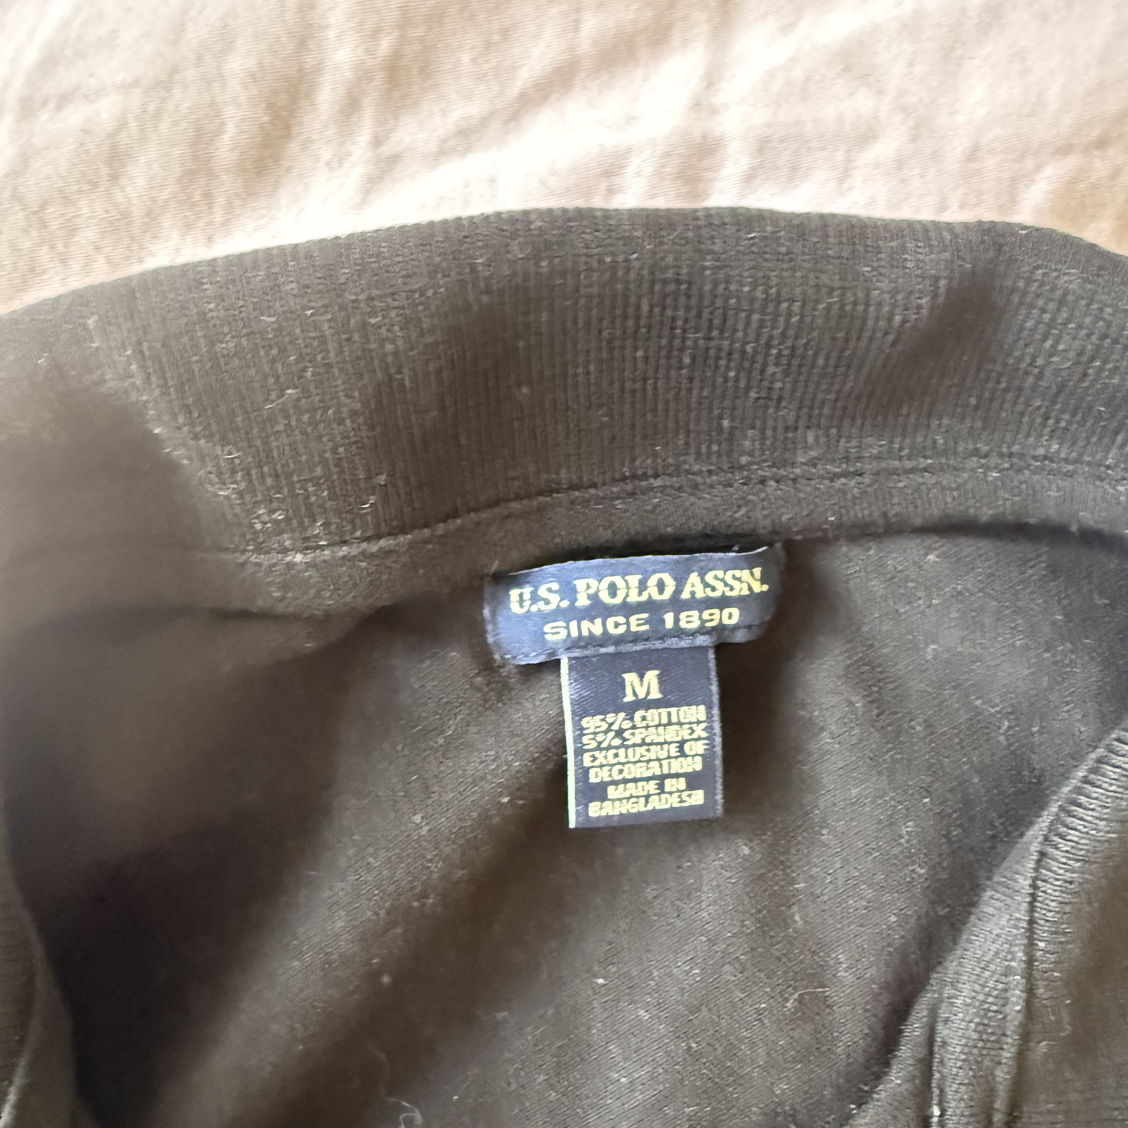 U.S. POLO ASSN.
SINCE 1890
M
95% COTTON
5% SPANDEX
EXCLUSIVE OF
DECORATION
MADE IN
BANGLADESH